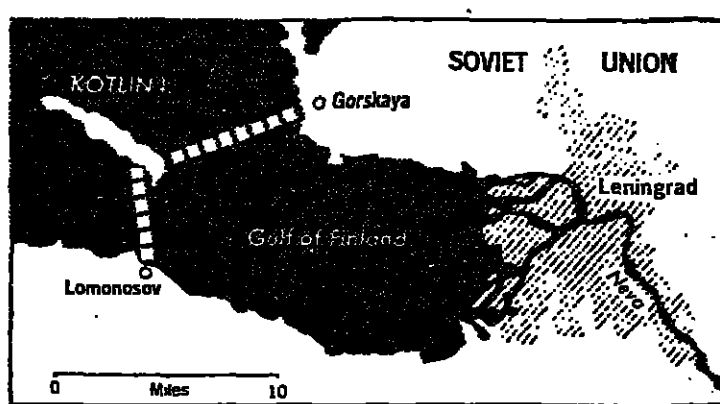 SOVIET UNION
KOTLIN I.
Gorskaya
Leningrad
Gulf of Finland
Neva
Lomonosov
0 Miles 10